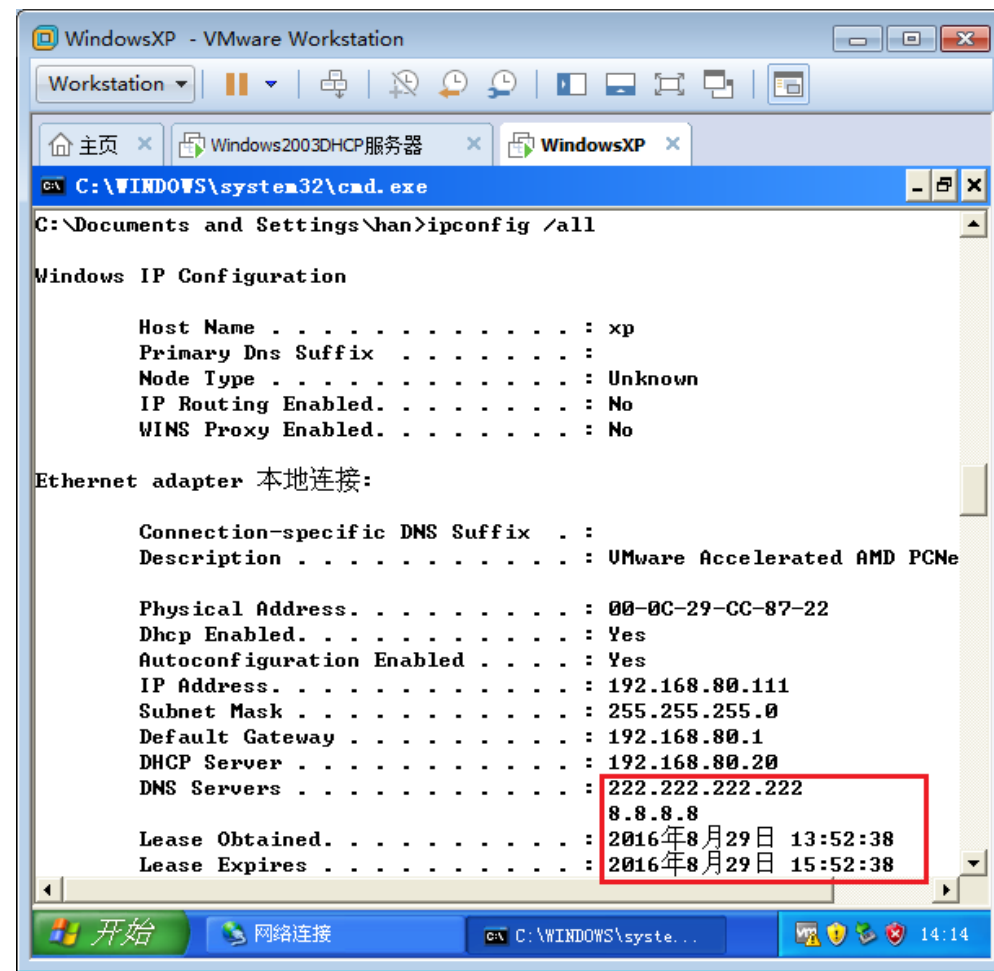 WindowsXP - VMware Workstation
Workstation
主页 Windows2003DHCP服务器 WindowsXP
C:\WINDOWS\system32\cmd.exe
C:\Documents and Settings\han>ipconfig /all
Windows IP Configuration
Host Name . . . . . . . . . . . . : xp
Primary Dns Suffix . . . . . . . :
Node Type . . . . . . . . . . . . : Unknown
IP Routing Enabled. . . . . . . . : No
WINS Proxy Enabled. . . . . . . . : No
Ethernet adapter 本地连接:
Connection-specific DNS Suffix . :
Description . . . . . . . . . . . : VMware Accelerated AMD PCNe
Physical Address. . . . . . . . . : 00-0C-29-CC-87-22
Dhcp Enabled. . . . . . . . . . . : Yes
Autoconfiguration Enabled . . . . : Yes
IP Address. . . . . . . . . . . . : 192.168.80.111
Subnet Mask . . . . . . . . . . . : 255.255.255.0
Default Gateway . . . . . . . . . : 192.168.80.1
DHCP Server . . . . . . . . . . . : 192.168.80.20
DNS Servers . . . . . . . . . . . : 222.222.222.222
8.8.8.8
Lease Obtained. . . . . . . . . . : 2016年8月29日 13:52:38
Lease Expires . . . . . . . . . . : 2016年8月29日 15:52:38
开始 网络连接 C:\WINDOWS\syste... 14:14